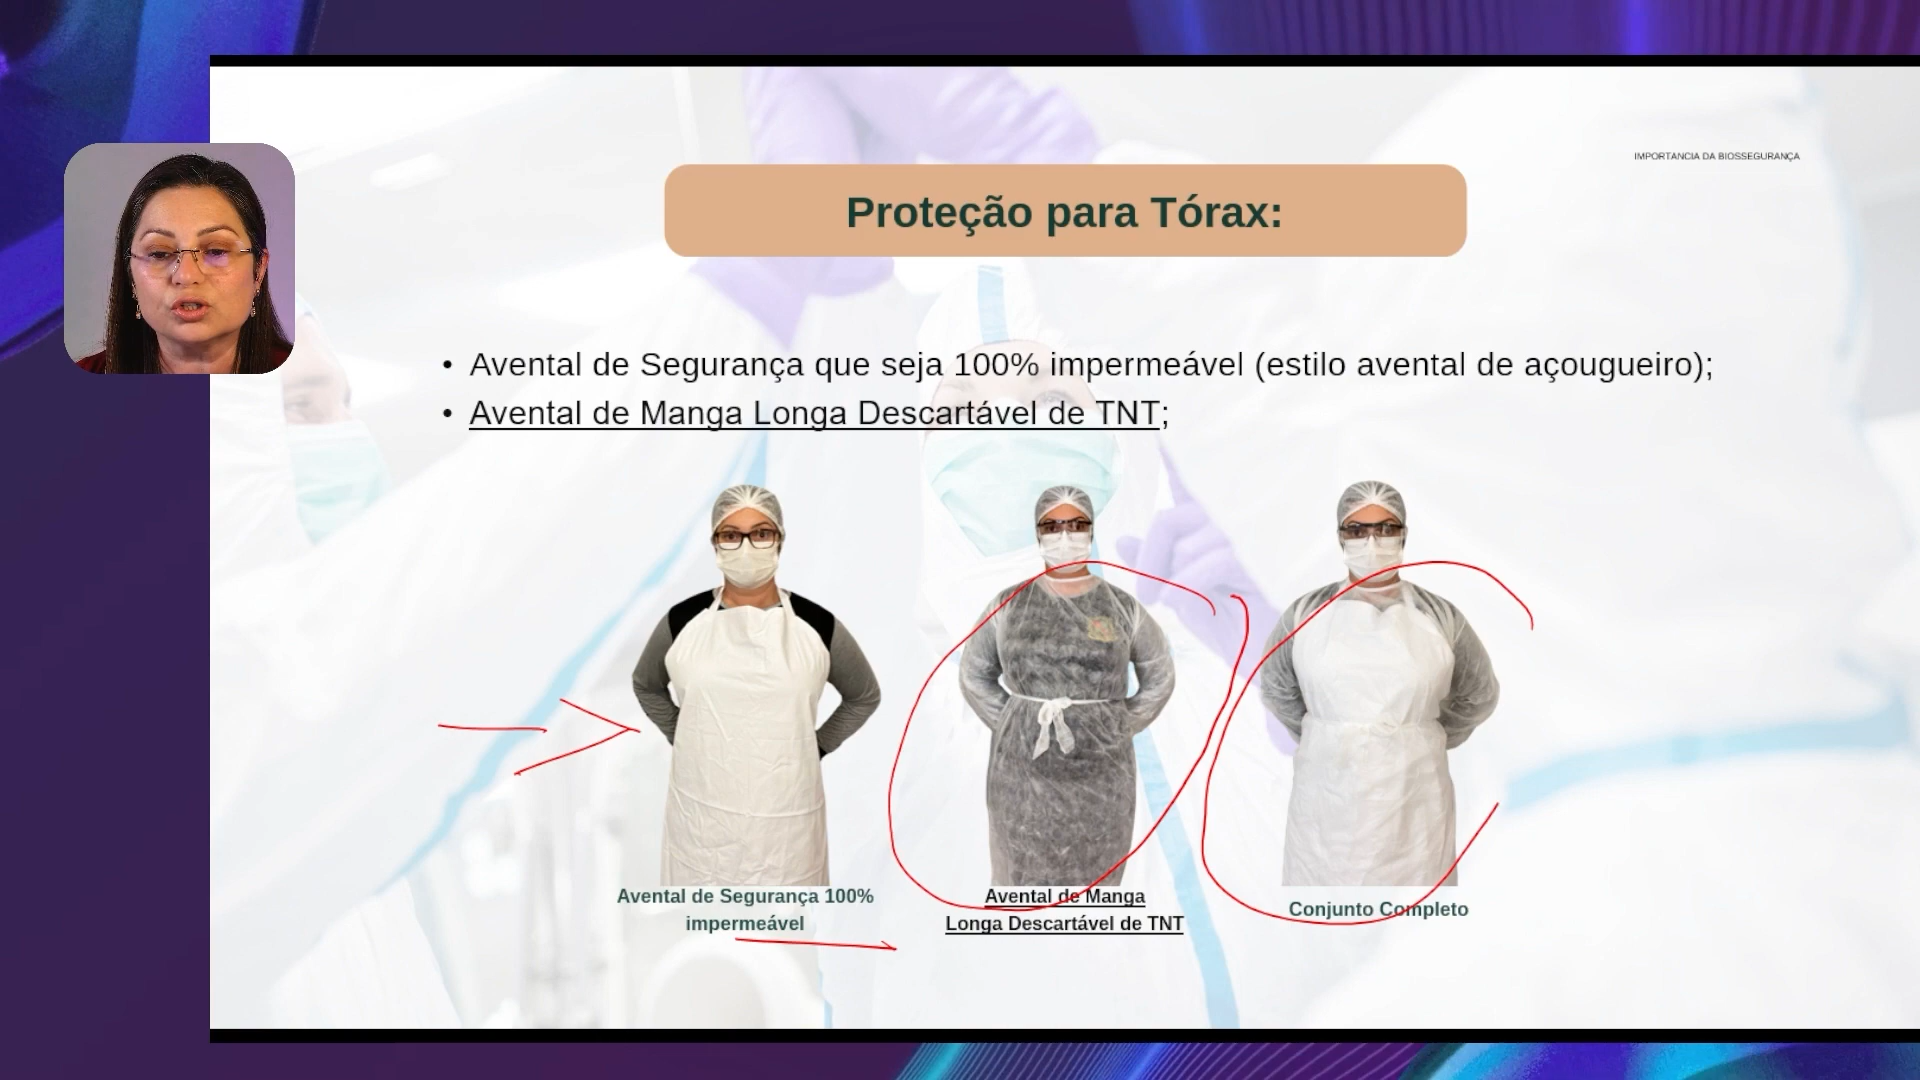 IMPORTANCIA DA BIOSSEGURANÇA
Proteção para Tórax:
• Avental de Segurança que seja 100% impermeável (estilo avental de açougueiro);
• Avental de Manga Longa Descartável de TNT;
Avental de Segurança 100%
impermeável
Avental de Manga
Longa Descartável de TNT
Conjunto Completo